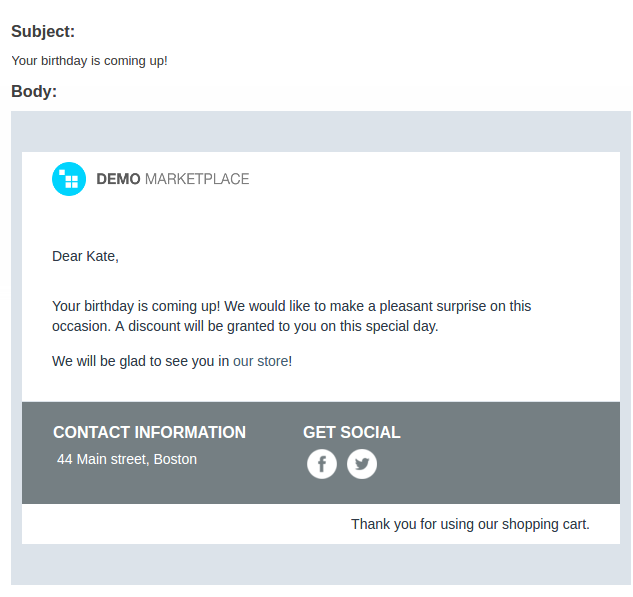 Subject:
Your birthday is coming up!
Body:
DEMO MARKETPLACE
Dear Kate,
Your birthday is coming up! We would like to make a pleasant surprise on this
occasion. A discount will be granted to you on this special day.
We will be glad to see you in our store!
CONTACT INFORMATION
44 Main street, Boston
GET SOCIAL
Thank you for using our shopping cart.